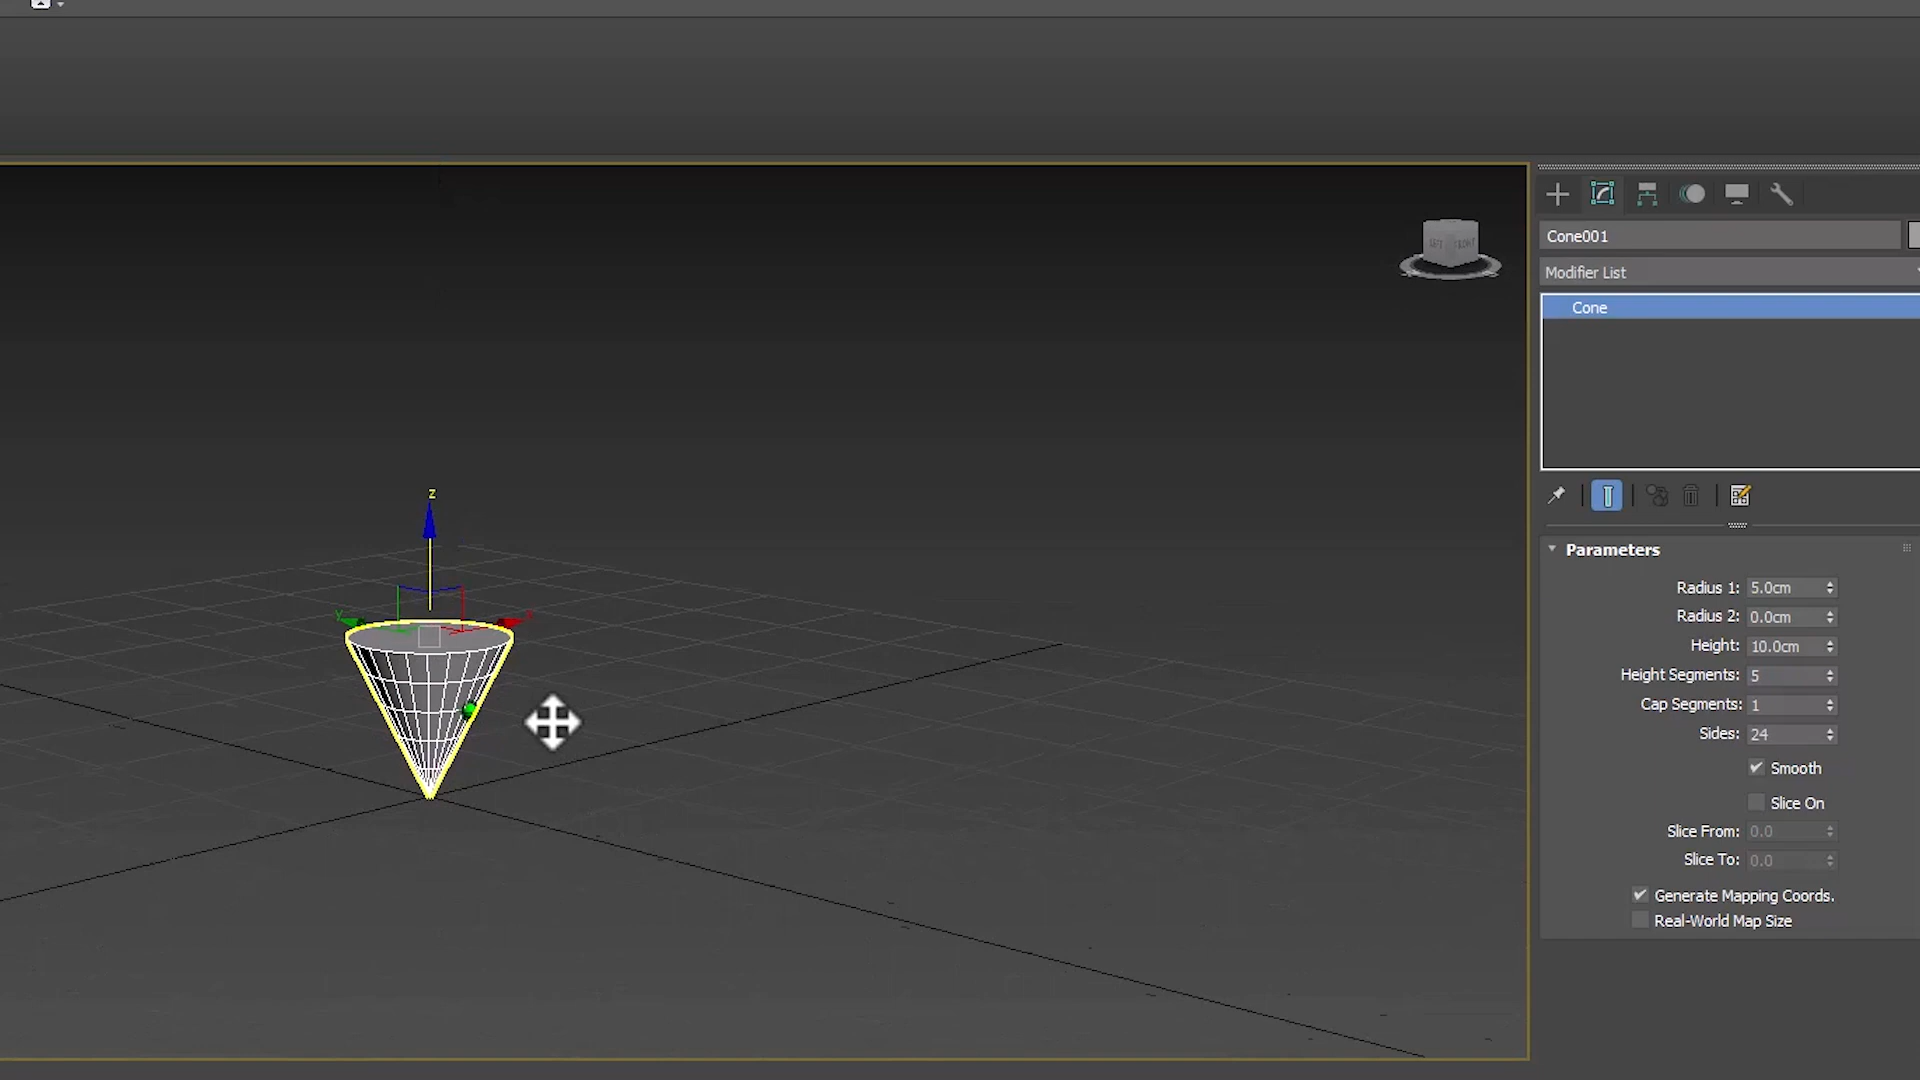 LEFT FRONT
Cone001
Modifier List
Cone
z
y
x
Parameters
Radius 1: 5.0cm
Radius 2: 0.0cm
Height: 10.0cm
Height Segments: 5
Cap Segments: 1
Sides: 24
Smooth
Slice On
Slice From: 0.0
Slice To: 0.0
Generate Mapping Coords.
Real-World Map Size